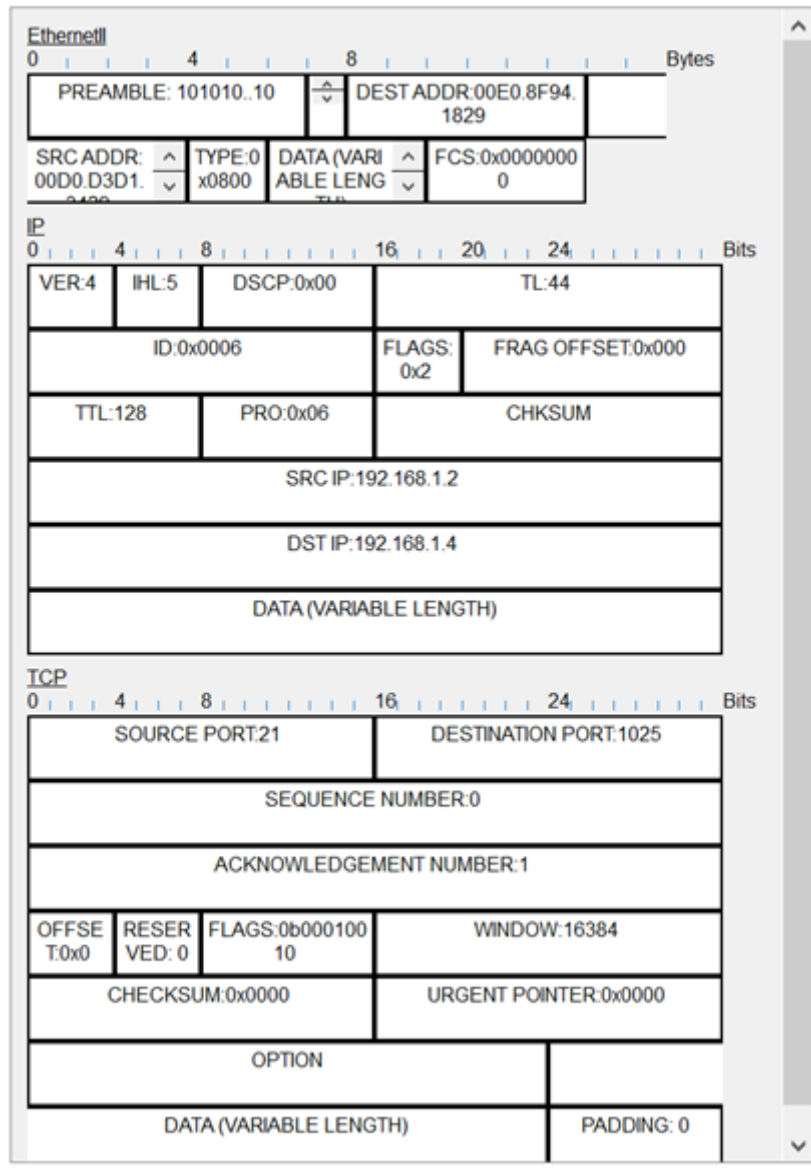 EthernetII
0 4 8 Bytes
PREAMBLE: 101010..10
DEST ADDR:00E0.8F94.
1829
SRC ADDR:
00D0.D3D1.
TYPE:0
x0800
DATA (VARI
ABLE LENG
TH)
FCS:0x0000000
0
IP
0 4 8 16 20 24 Bits
VER:4 IHL:5 DSCP:0x00 TL:44
ID:0x0006 FLAGS:
0x2
FRAG OFFSET:0x000
TTL:128 PRO:0x06 CHKSUM
SRC IP:192.168.1.2
DST IP:192.168.1.4
DATA (VARIABLE LENGTH)
TCP
0 4 8 16 24 Bits
SOURCE PORT:21 DESTINATION PORT:1025
SEQUENCE NUMBER:0
ACKNOWLEDGEMENT NUMBER:1
OFFSE
T:0x0
RESER
VED: 0
FLAGS:0b000100
10
WINDOW:16384
CHECKSUM:0x0000 URGENT POINTER:0x0000
OPTION
DATA (VARIABLE LENGTH) PADDING: 0